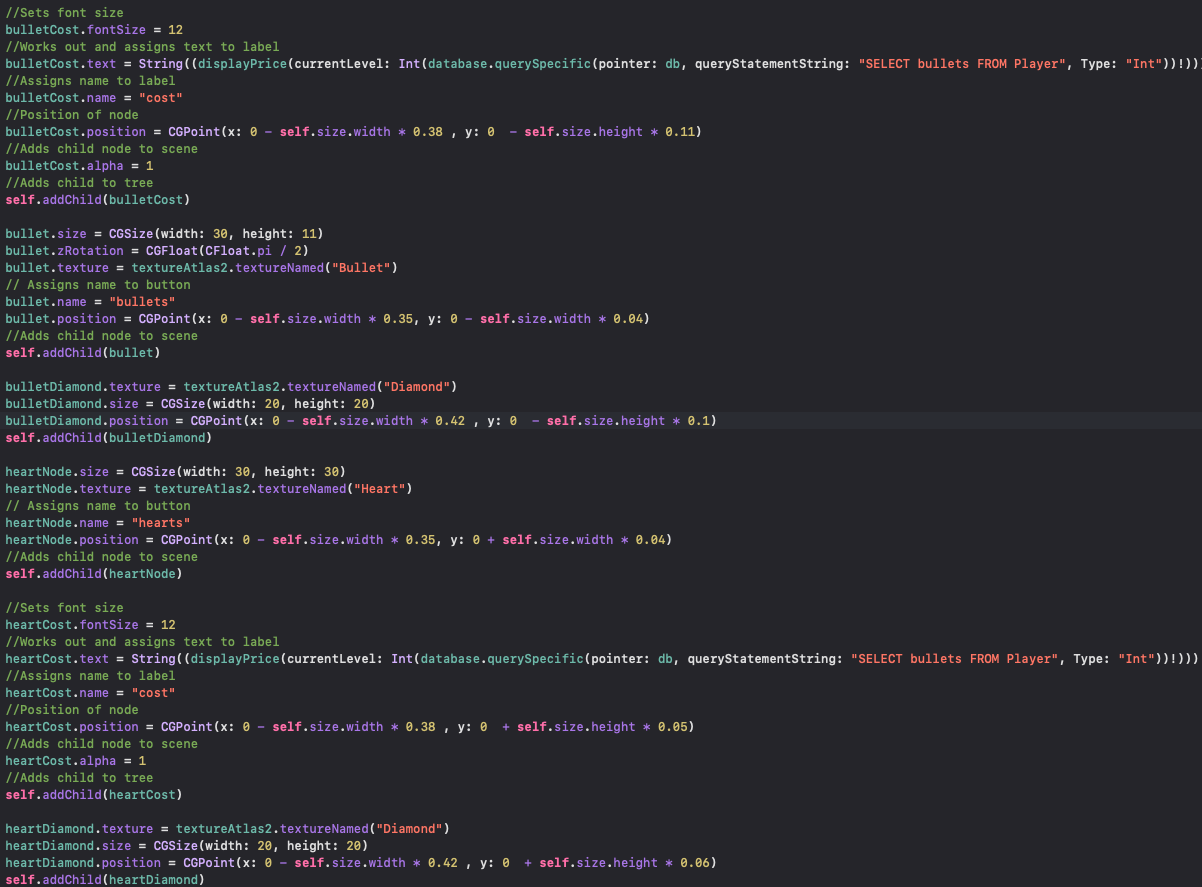 //Sets font size
bulletCost.fontSize = 12
//Works out and assigns text to label
bulletCost.text = String((displayPrice(currentLevel: Int(database.querySpecific(pointer: db, queryStatementString: "SELECT bullets FROM Player", Type: "Int"))!)))
//Assigns name to label
bulletCost.name = "cost"
//Position of node
bulletCost.position = CGPoint(x: 0 - self.size.width * 0.38 , y: 0  - self.size.height * 0.11)
//Adds child node to scene
bulletCost.alpha = 1
//Adds child to tree
self.addChild(bulletCost)

bullet.size = CGSize(width: 30, height: 11)
bullet.zRotation = CGFloat(CFloat.pi / 2)
bullet.texture = textureAtlas2.textureNamed("Bullet")
// Assigns name to button
bullet.name = "bullets"
bullet.position = CGPoint(x: 0 - self.size.width * 0.35, y: 0 - self.size.width * 0.04)
//Adds child node to scene
self.addChild(bullet)

bulletDiamond.texture = textureAtlas2.textureNamed("Diamond")
bulletDiamond.size = CGSize(width: 20, height: 20)
bulletDiamond.position = CGPoint(x: 0 - self.size.width * 0.42 , y: 0  - self.size.height * 0.1)
self.addChild(bulletDiamond)

heartNode.size = CGSize(width: 30, height: 30)
heartNode.texture = textureAtlas2.textureNamed("Heart")
// Assigns name to button
heartNode.name = "hearts"
heartNode.position = CGPoint(x: 0 - self.size.width * 0.35, y: 0 + self.size.width * 0.04)
//Adds child node to scene
self.addChild(heartNode)

//Sets font size
heartCost.fontSize = 12
//Works out and assigns text to label
heartCost.text = String((displayPrice(currentLevel: Int(database.querySpecific(pointer: db, queryStatementString: "SELECT bullets FROM Player", Type: "Int"))!)))
//Assigns name to label
heartCost.name = "cost"
//Position of node
heartCost.position = CGPoint(x: 0 - self.size.width * 0.38 , y: 0  + self.size.height * 0.05)
//Adds child node to scene
heartCost.alpha = 1
//Adds child to tree
self.addChild(heartCost)

heartDiamond.texture = textureAtlas2.textureNamed("Diamond")
heartDiamond.size = CGSize(width: 20, height: 20)
heartDiamond.position = CGPoint(x: 0 - self.size.width * 0.42 , y: 0  + self.size.height * 0.06)
self.addChild(heartDiamond)